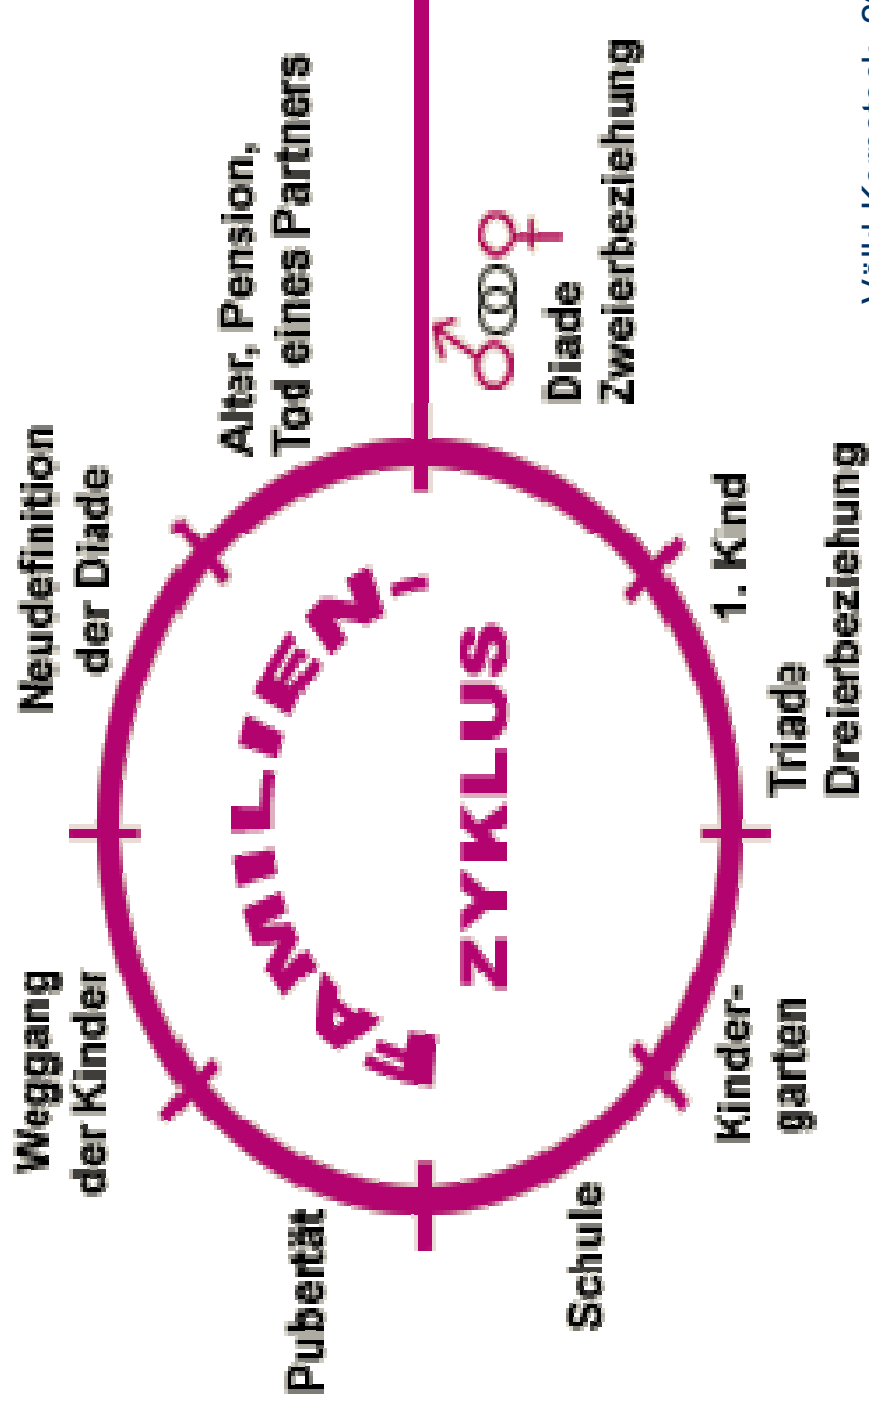 FAMILIEN-
ZYKLUS
Diade
Zweierbeziehung
1. Kind
Triade
Dreierbeziehung
Kinder-
garten
Schule
Pubertät
Weggang
der Kinder
Neudefinition
der Diade
Alter, Pension,
Tod eines Partners